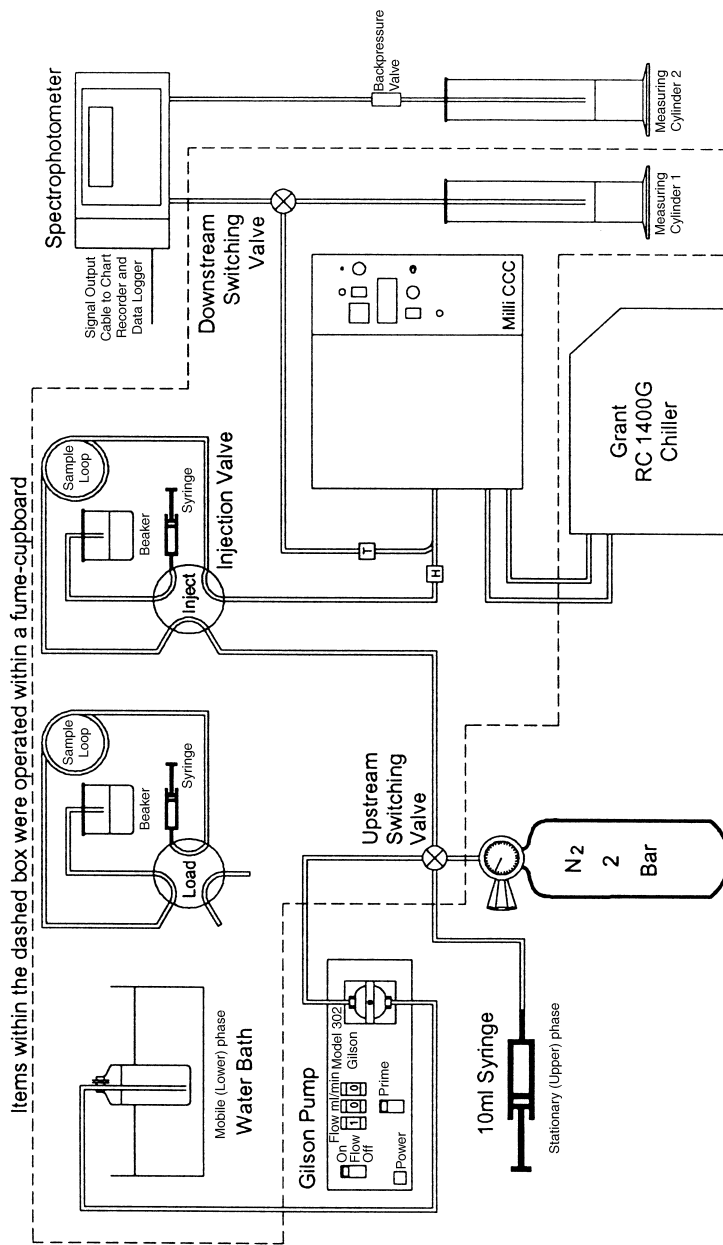 Items within the dashed box were operated within a fume-cupboard
Mobile (Lower) phase
Water Bath
Beaker
Syringe
Sample
Loop
Load
Beaker
Syringe
Sample
Loop
Inject
Injection Valve
Signal Output
Cable to Chart
Recorder and
Data Logger
Spectrophotometer
Downstream
Switching
Valve
Backpressure
Valve
Gilson Pump
On
Flow
Off
Flow ml/min
1 0 0
Model 302
Gilson
Prime
Power
Upstream
Switching
Valve
T
H
Milli CCC
Measuring
Cylinder 1
Measuring
Cylinder 2
10ml Syringe
Stationary (Upper) phase
N2
2
Bar
Grant
RC 1400G
Chiller